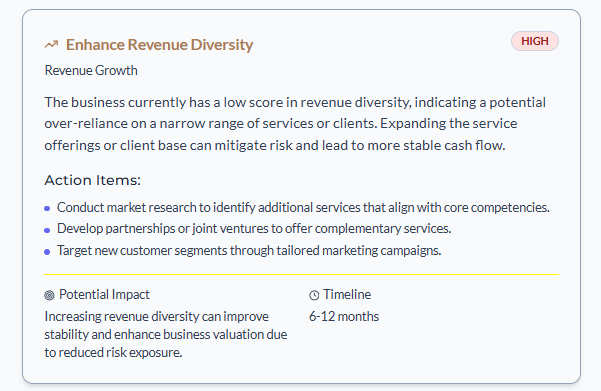 Enhance Revenue Diversity
HIGH
Revenue Growth
The business currently has a low score in revenue diversity, indicating a potential
over-reliance on a narrow range of services or clients. Expanding the service
offerings or client base can mitigate risk and lead to more stable cash flow.
Action Items:
Conduct market research to identify additional services that align with core competencies.
Develop partnerships or joint ventures to offer complementary services.
Target new customer segments through tailored marketing campaigns.
Potential Impact
Increasing revenue diversity can improve
stability and enhance business valuation due
to reduced risk exposure.
Timeline
6-12 months